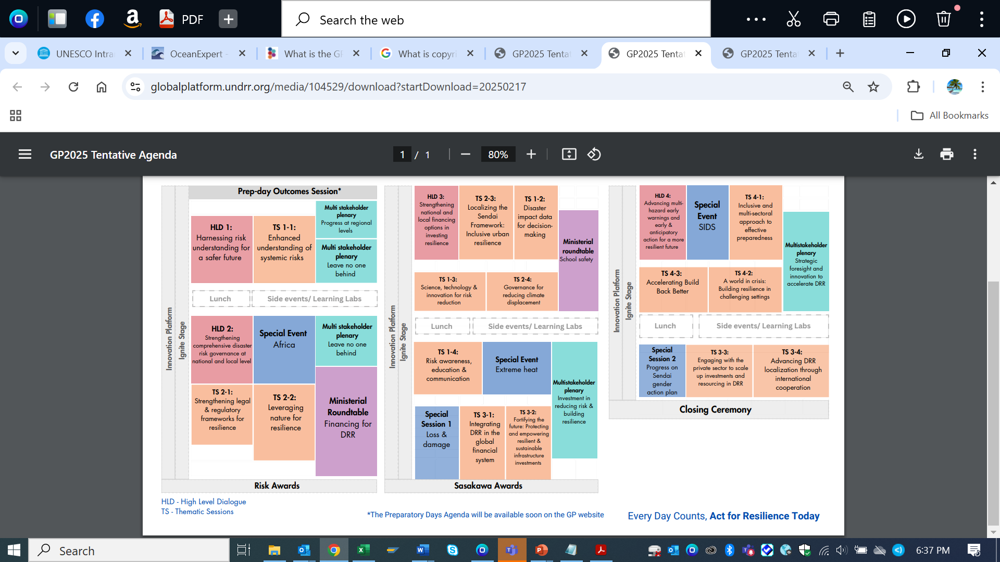 PDF
Search the web
UNESCO Intra
OceanExpert -
What is the GP
What is copyri
GP2025 Tentat
GP2025 Tentat
GP2025 Tentat
globalplatform.undrr.org/media/104529/download?startDownload=20250217
All Bookmarks
GP2025 Tentative Agenda
1 / 1
80%
Prep-day Outcomes Session*
Innovation Platform
Ignite Stage
HLD 1:
Harnessing risk
understanding for
a safer future
TS 1-1:
Enhanced
understanding of
systemic risks
Multi stakeholder
plenary
Progress at regional
levels
Multi stakeholder
plenary
Leave no one
behind
Lunch
Side events/ Learning Labs
HLD 2:
Strengthening
comprehensive disaster
risk governance at
national and local level
Special Event
Africa
Multi stakeholder
plenary
Leave no one
behind
TS 2-1:
Strengthening legal
& regulatory
frameworks for
resilience
TS 2-2:
Leveraging
nature for
resilience
Ministerial
Roundtable
Financing for
DRR
Risk Awards
Innovation Platform
Ignite Stage
HLD 3:
Strengthening
national and
local financing
options in
investing
resilience
TS 2-3:
Localizing the
Sendai
Framework:
Inclusive urban
resilience
TS 1-2:
Disaster
impact data
for decision-
making
Ministerial
roundtable
School safety
TS 1-3:
Science, technology &
innovation for risk
reduction
TS 2-4:
Governance for
reducing climate
displacement
Lunch
Side events/ Learning Labs
TS 1-4:
Risk awareness,
education &
communication
Special Event
Extreme heat
Multistakeholder
plenary
Investment in
reducing risk &
building
resilience
Special
Session 1
Loss &
damage
TS 3-1:
Integrating
DRR in the
global
financial
system
TS 3-2:
Fortifying the
future: Protecting
and empowering
resilient &
sustainable
infrastructure
investments
Sasakawa Awards
Innovation Platform
Ignite Stage
HLD 4:
Advancing multi-
hazard early
warnings and
early &
anticipatory
action for a more
resilient future
Special
Event
SIDS
TS 4-1:
Inclusive and
multi-sectoral
approach to
effective
preparedness
Multistakeholder
plenary
Strategic
foresight and
innovation to
accelerate DRR
TS 4-3:
Accelerating Build
Back Better
TS 4-2:
A world in crisis:
Building resilience in
challenging settings
Lunch
Side events/ Learning Labs
Special
Session 2
Progress on
Sendai
gender
action plan
TS 3-3:
Engaging with the
private sector to scale
up investments and
resourcing in DRR
TS 3-4:
Advancing DRR
localization through
international
cooperation
Closing Ceremony
HLD - High Level Dialogue
TS - Thematic Sessions
*The Preparatory Days Agenda will be available soon on the GP website
Every Day Counts, Act for Resilience Today
Search
6:37 PM